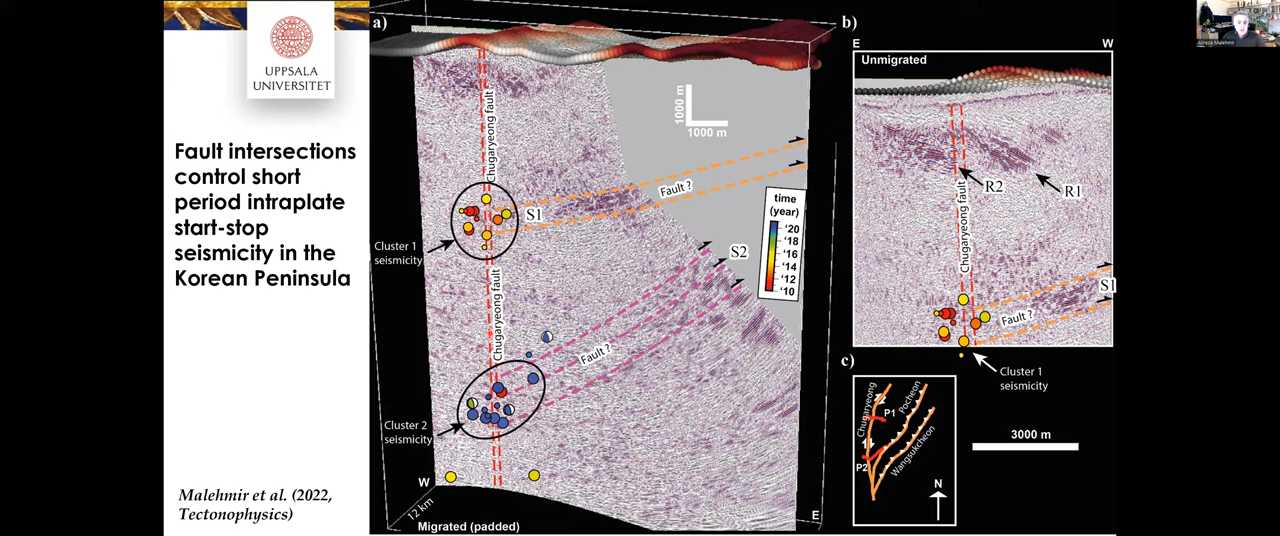 UPPSALA
UNIVERSITET
Fault intersections
control short
period intraplate
start-stop
seismicity in the
Korean Peninsula
Malehmir et al. (2022,
Tectonophysics)
a)
Chugaryeong fault
1000 m
1000 m
Fault ?
S1
Cluster 1
seismicity
time
(year)
'20
'18
'16
'14
'12
'10
Chugaryeong fault
S2
Fault ?
Cluster 2
seismicity
W
12 km
E
Migrated (padded)
b)
E
W
Unmigrated
R2
R1
Chugaryeong fault
S1
Fault ?
Cluster 1
seismicity
c)
Chugaryeong
P1
Pocheon
P2
Wangsukcheon
N
3000 m
Alireza Malehmir